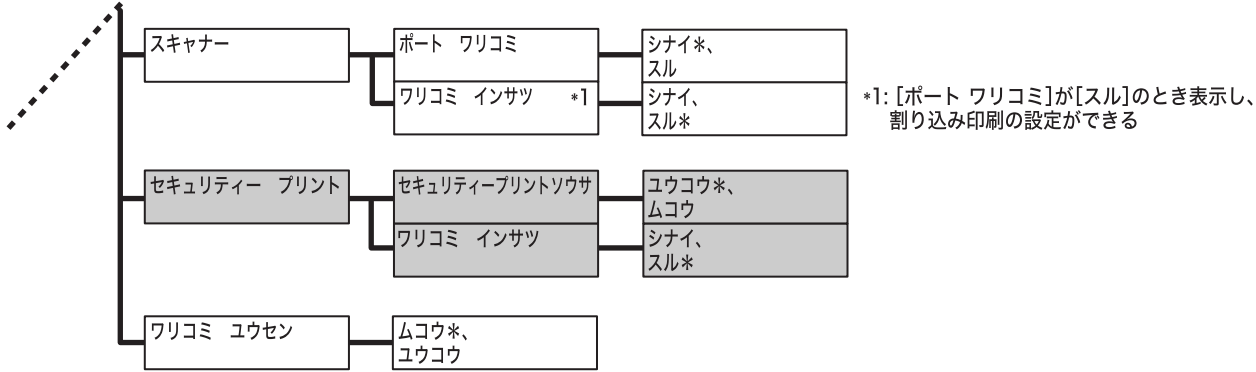 スキャナー
ポート　ワリコミ
シナイ＊、
スル
ワリコミ　インサツ　*1
シナイ、
スル＊
*1: [ポート ワリコミ]が[スル]のとき表示し、
割り込み印刷の設定ができる
セキュリティー　プリント
セキュリティープリントソウサ
ユウコウ＊、
ムコウ
ワリコミ　インサツ
シナイ、
スル＊
ワリコミ　ユウセン
ムコウ＊、
ユウコウ